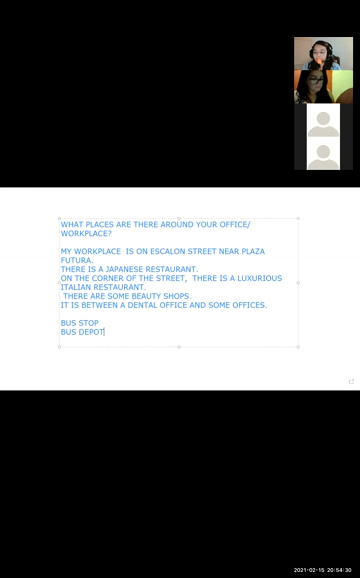 WHAT PLACES ARE THERE AROUND YOUR OFFICE/
WORKPLACE?
MY WORKPLACE  IS ON ESCALON STREET NEAR PLAZA
FUTURA.
THERE IS A JAPANESE RESTAURANT.
ON THE CORNER OF THE STREET,  THERE IS A LUXURIOUS
ITALIAN RESTAURANT.
THERE ARE SOME BEAUTY SHOPS.
IT IS BETWEEN A DENTAL OFFICE AND SOME OFFICES.
BUS STOP
BUS DEPOT
2021-02-15 20:54:30